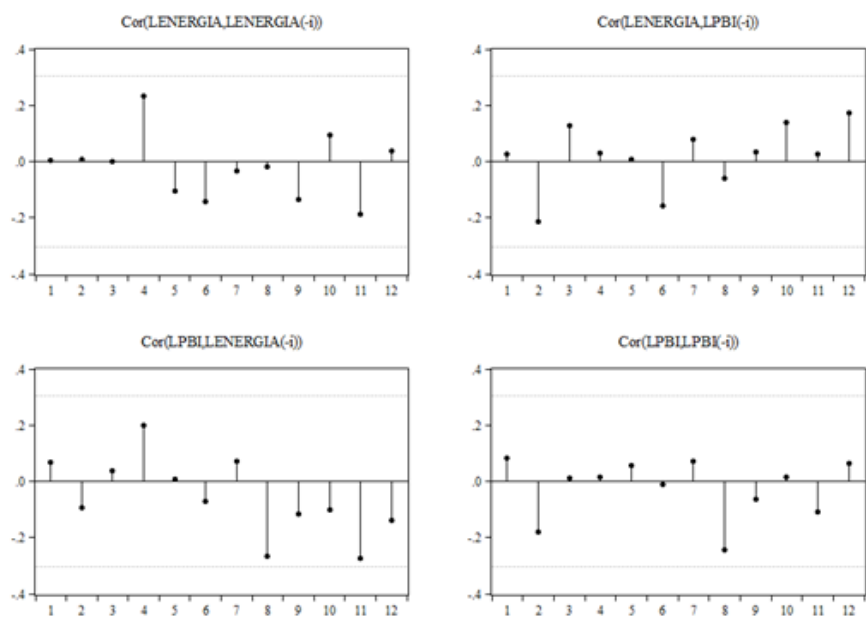 Cor(LENERGIA,LENERGIA(-i))
.4
.2
.0
-.2
-.4
1 2 3 4 5 6 7 8 9 10 11 12
Cor(LENERGIA,LPBI(-i))
.4
.2
.0
-.2
-.4
1 2 3 4 5 6 7 8 9 10 11 12
Cor(LPBI,LENERGIA(-i))
.4
.2
.0
-.2
-.4
1 2 3 4 5 6 7 8 9 10 11 12
Cor(LPBI,LPBI(-i))
.4
.2
.0
-.2
-.4
1 2 3 4 5 6 7 8 9 10 11 12